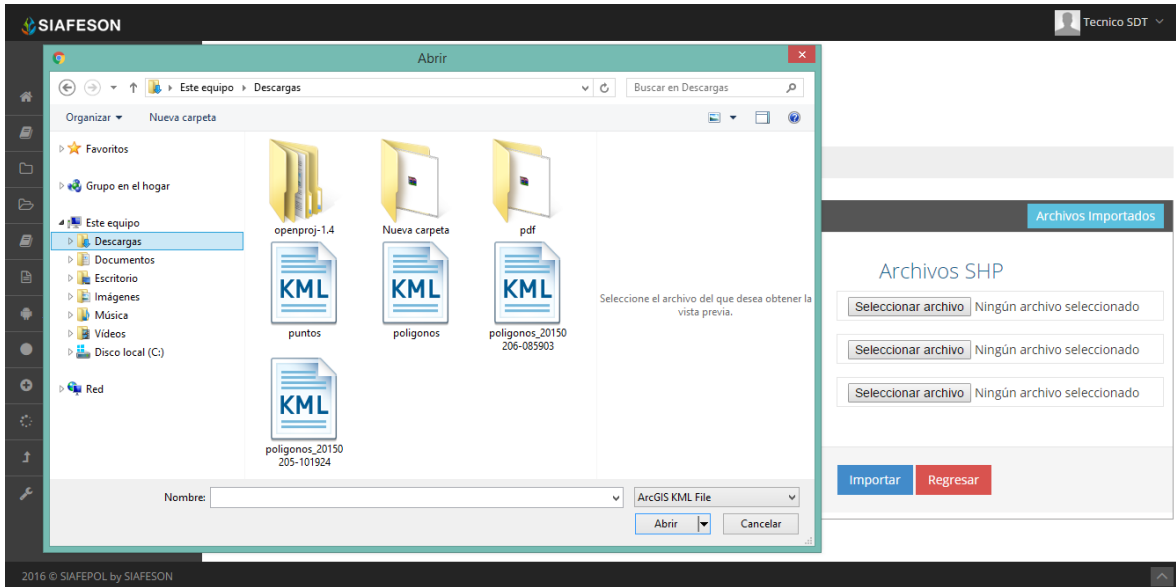 SIAFESON
Tecnico SDT
Abrir
Este equipo
Descargas
Buscar en Descargas
Organizar
Nueva carpeta
Favoritos
Grupo en el hogar
Este equipo
Descargas
Documentos
Escritorio
Imágenes
Música
Vídeos
Disco local (C:)
Red
openproj-1.4
Nueva carpeta
pdf
KML
KML
KML
puntos
poligonos
poligonos_20150
206-085903
KML
poligonos_20150
205-101924
Seleccione el archivo del que desea obtener la
vista previa.
Nombre:
ArcGIS KML File
Abrir
Cancelar
Archivos Importados
Archivos SHP
Seleccionar archivo Ningún archivo seleccionado
Seleccionar archivo Ningún archivo seleccionado
Seleccionar archivo Ningún archivo seleccionado
Importar
Regresar
2016 © SIAFEPOL by SIAFESON